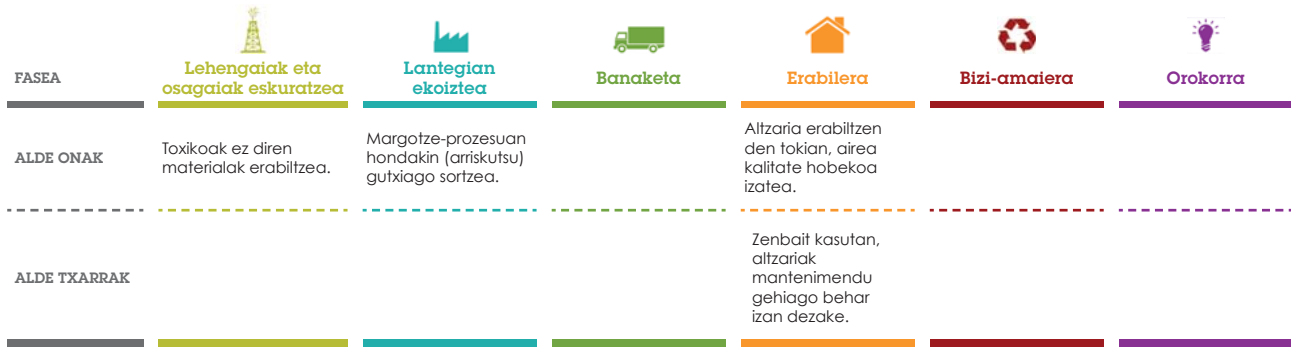 FASEA
Lehengaiak eta
osagaiak eskuratzea
Lantegian
ekoiztea
Banaketa
Erabilera
Bizi-amaiera
Orokorra
ALDE ONAK
Toxikoak ez diren
materialak erabiltzea.
Margotze-prozesuan
hondakin (arriskutsu)
gutxiago sortzea.
Altzaria erabiltzen
den tokian, airea
kalitate hobekoa
izatea.
ALDE TXARRAK
Zenbait kasutan,
altzariak
mantenimendu
gehiago behar
izan dezake.